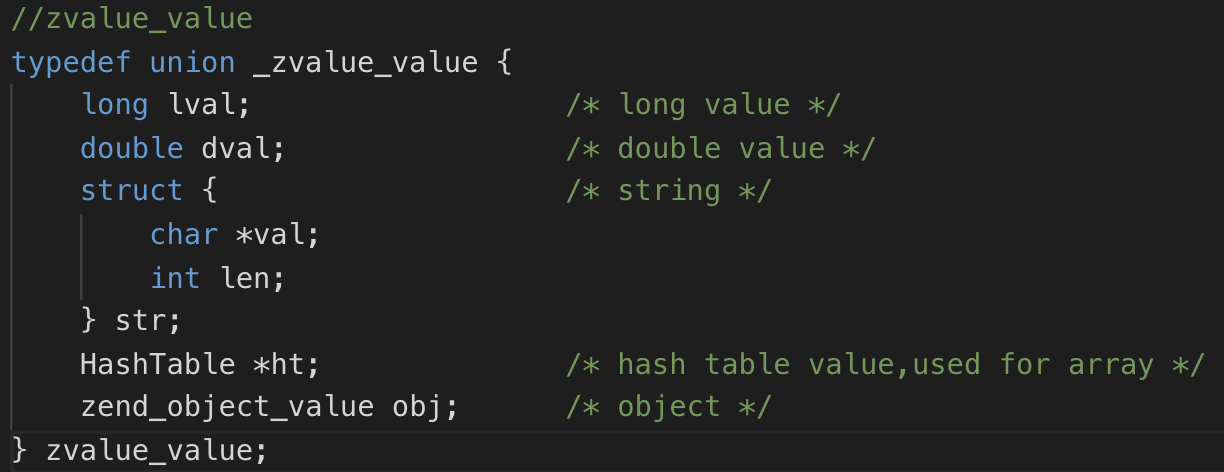 //zvalue_value
typedef union _zvalue_value {
    long lval;                  /* long value */
    double dval;                /* double value */
    struct {                    /* string */
        char *val;
        int len;
    } str;
    HashTable *ht;              /* hash table value,used for array */
    zend_object_value obj;      /* object */
} zvalue_value;